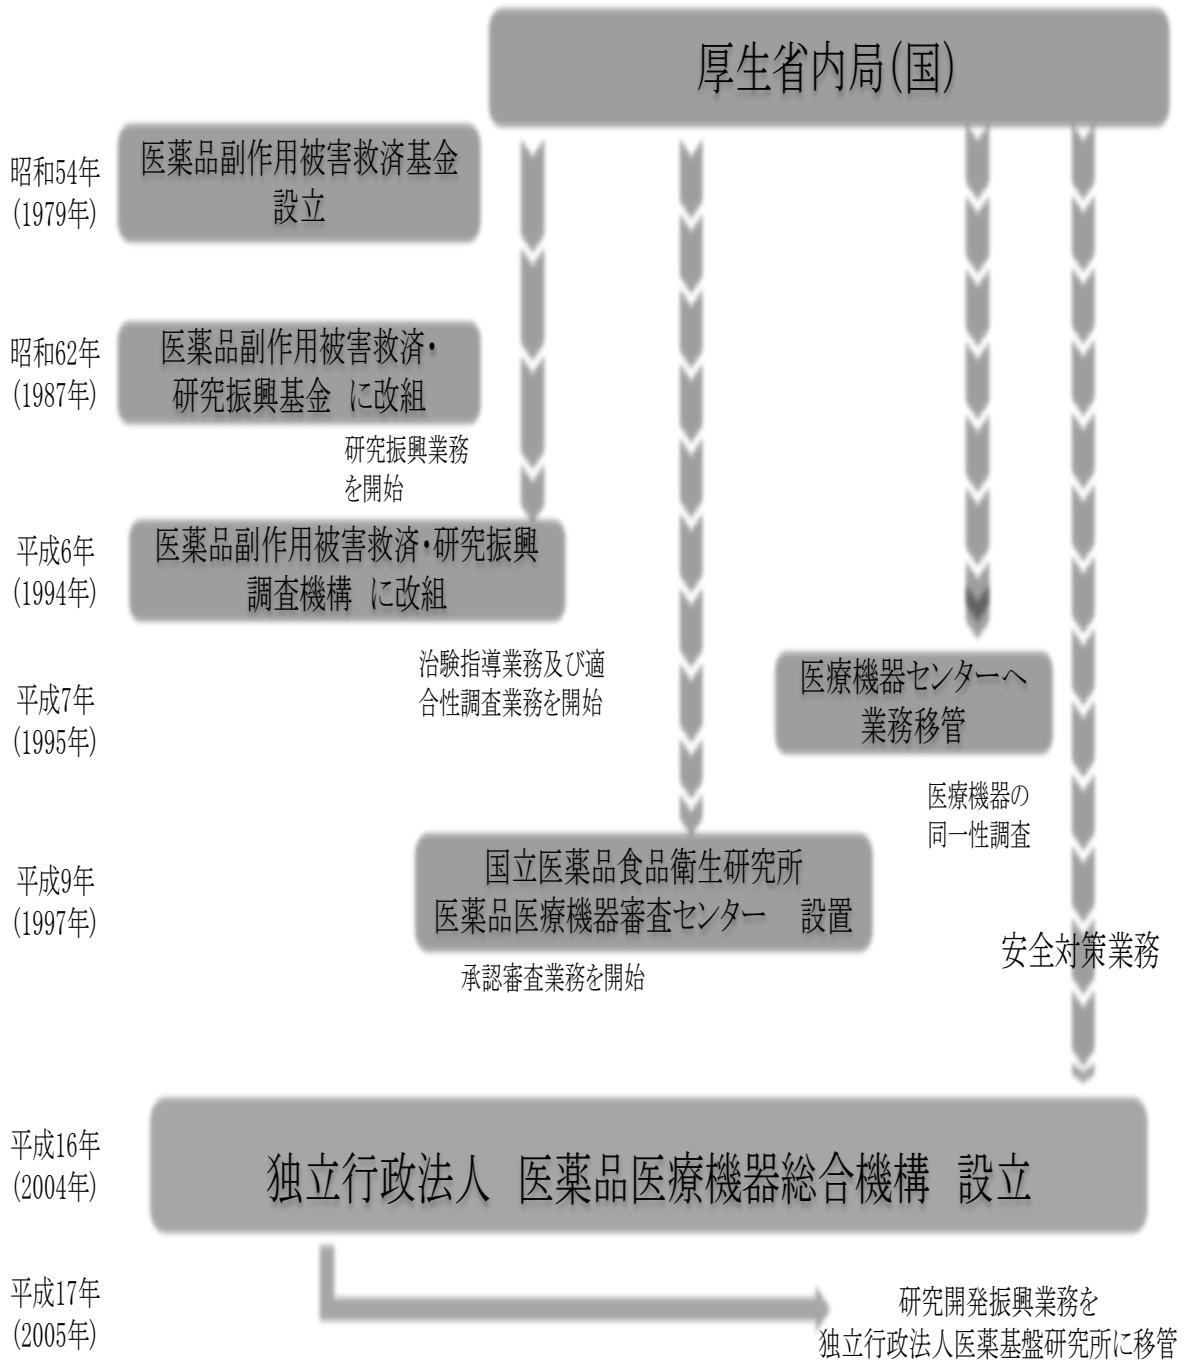 厚生省内局(国)
昭和54年
(1979年)
医薬品副作用被害救済基金
設立
昭和62年
(1987年)
医薬品副作用被害救済・
研究振興基金 に改組
研究振興業務
を開始
平成6年
(1994年)
医薬品副作用被害救済・研究振興
調査機構 に改組
治験指導業務及び適
合性調査業務を開始
平成7年
(1995年)
医療機器センターへ
業務移管
医療機器の
同一性調査
平成9年
(1997年)
国立医薬品食品衛生研究所
医薬品医療機器審査センター 設置
承認審査業務を開始
安全対策業務
平成16年
(2004年)
独立行政法人 医薬品医療機器総合機構 設立
平成17年
(2005年)
研究開発振興業務を
独立行政法人医薬基盤研究所に移管